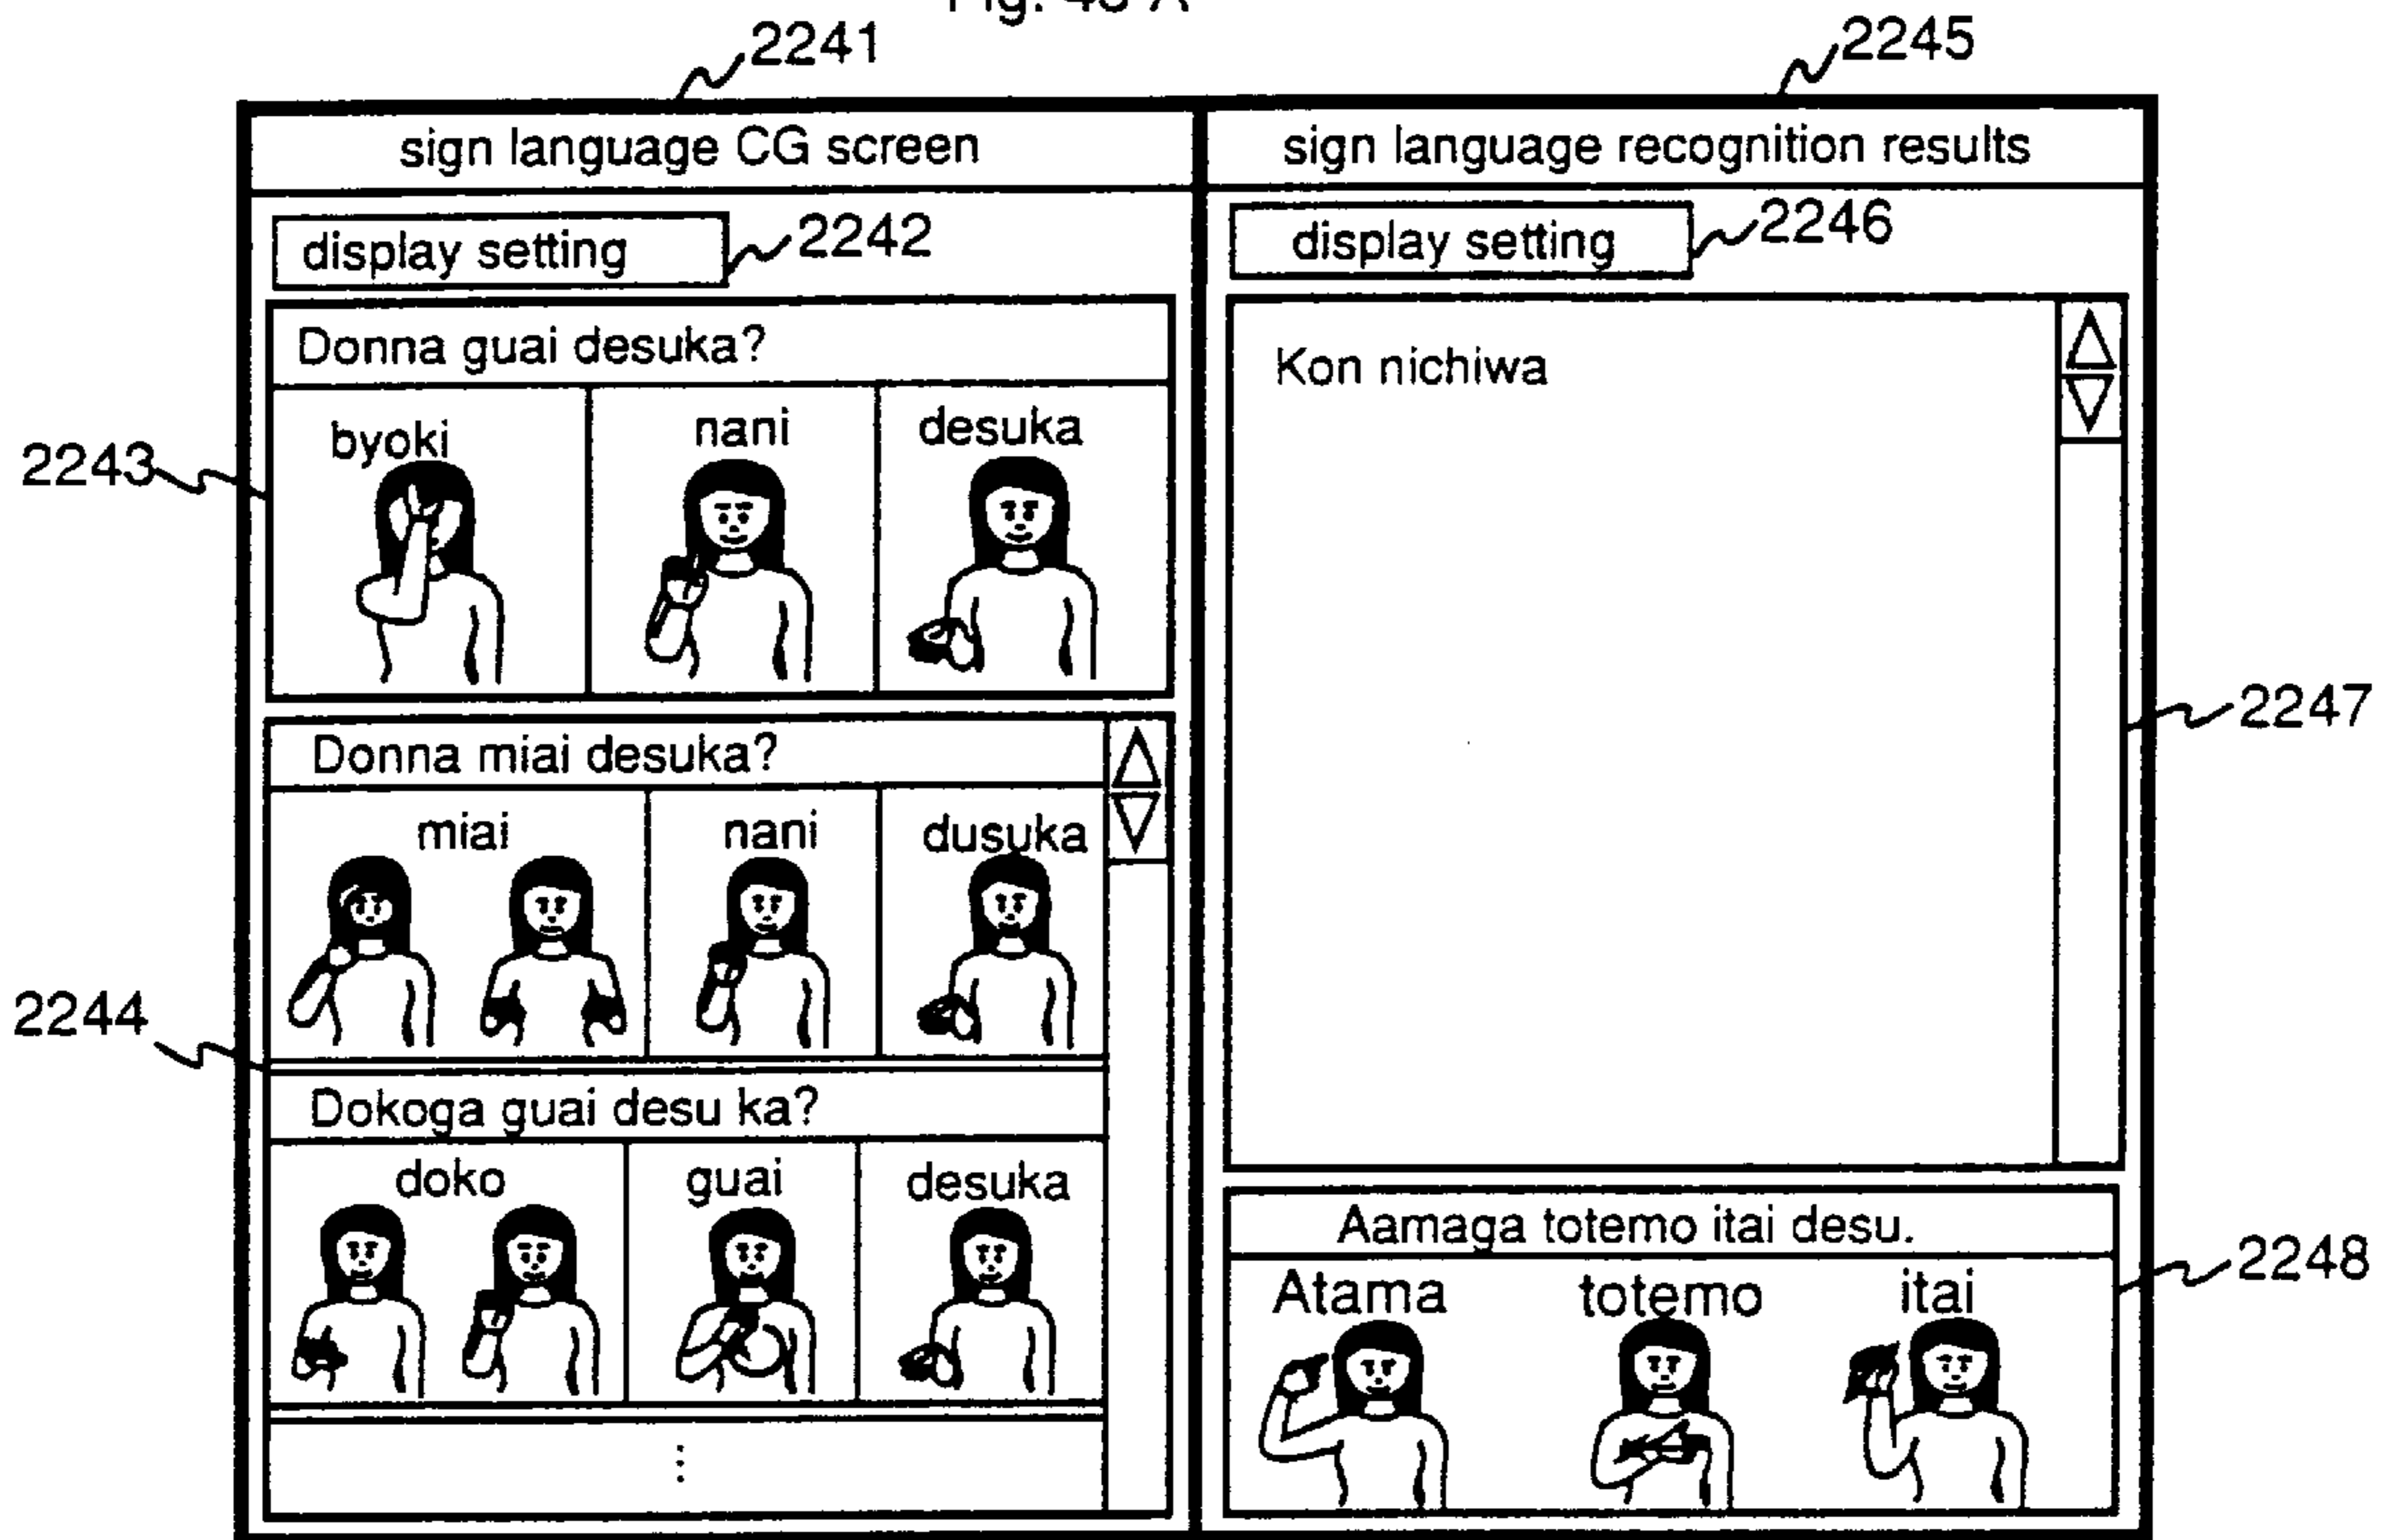 2241
2245
sign language CG screen
sign language recognition results
display setting
2242
display setting
2246
Donna guai desuka?
Kon nichiwa
byoki
nani
desuka
2243
2247
Donna miai desuka?
miai
nani
dusuka
2244
Dokoga guai desu ka?
doko
guai
desuka
Aamaga totemo itai desu.
2248
Atama
totemo
itai